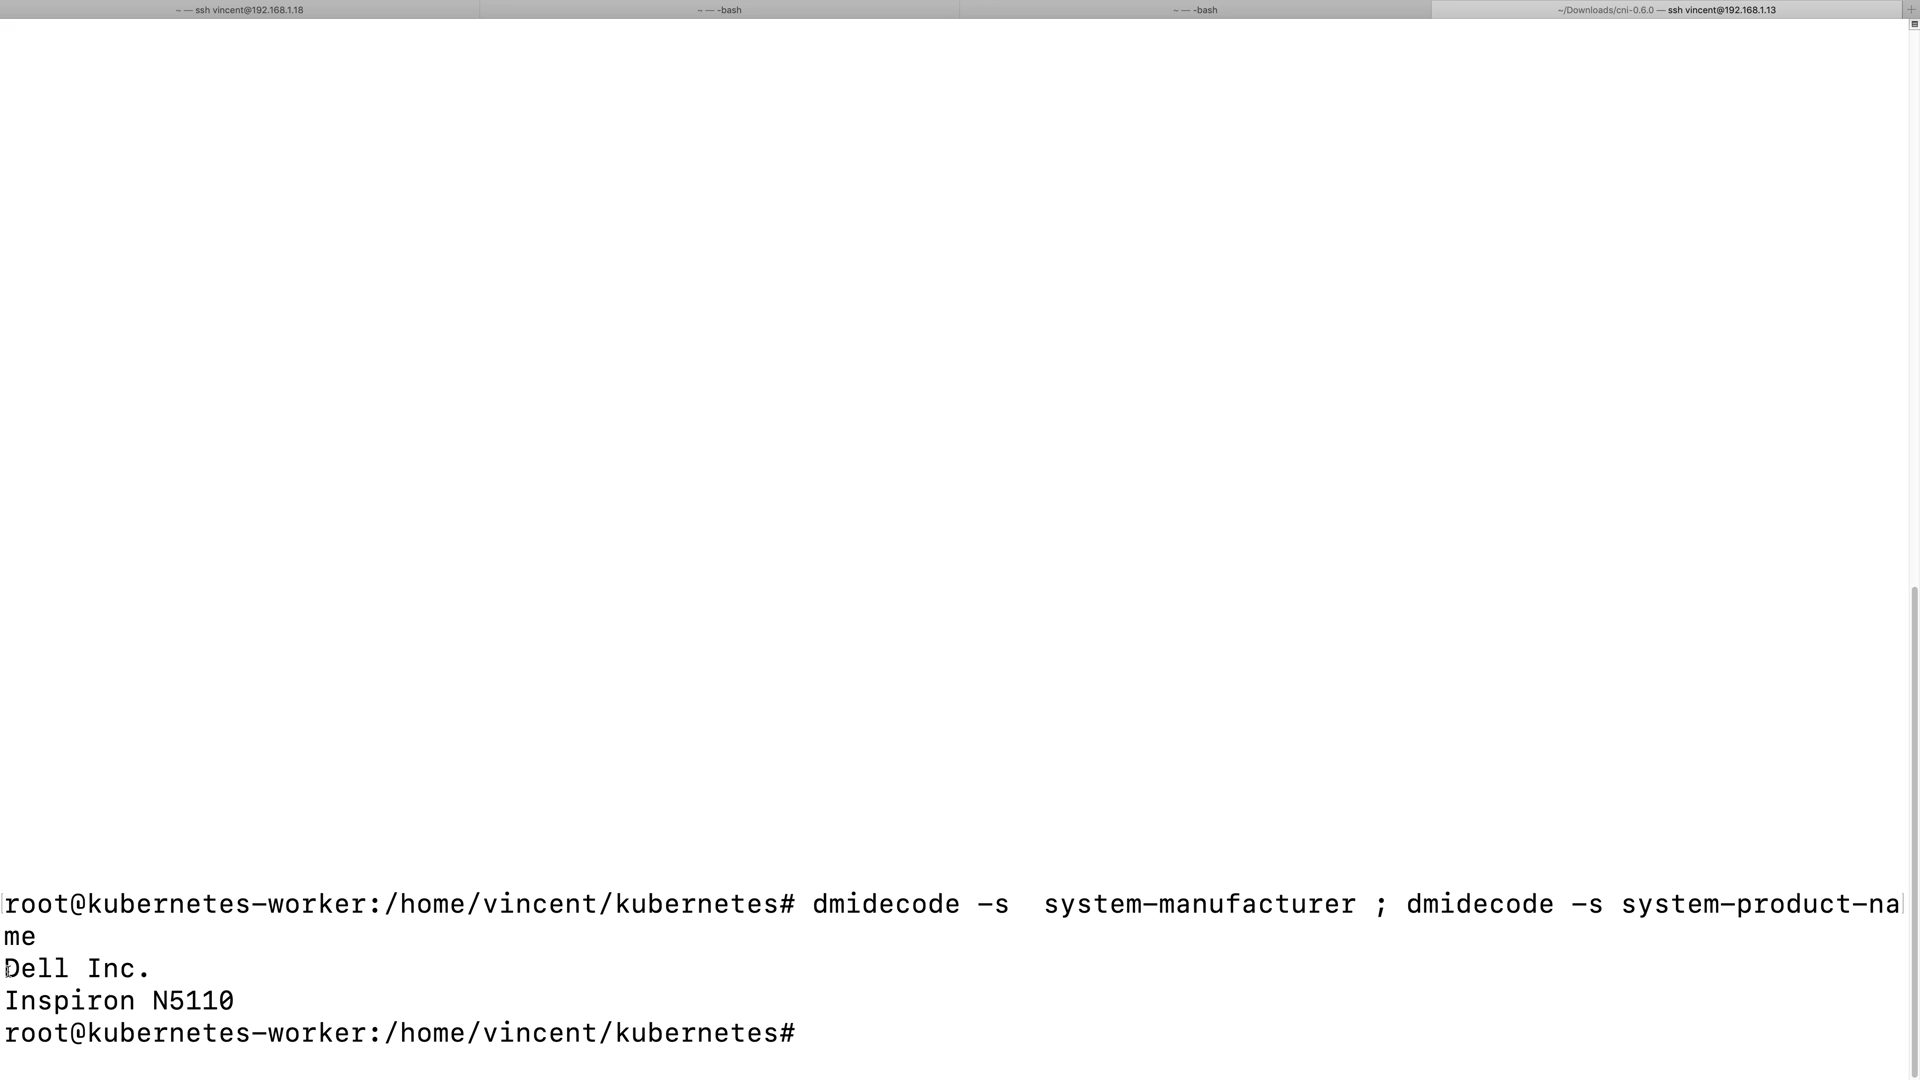 ~ — ssh vincent@192.168.1.18
~ — -bash
~ — -bash
~/Downloads/cni-0.6.0 — ssh vincent@192.168.1.13
root@kubernetes-worker:/home/vincent/kubernetes# dmidecode -s  system-manufacturer ; dmidecode -s system-product-na
me
Dell Inc.
Inspiron N5110
root@kubernetes-worker:/home/vincent/kubernetes#